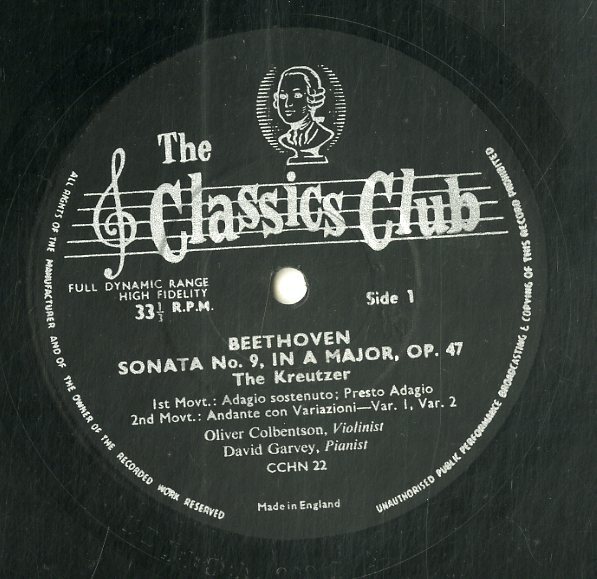 The
Classics Club
FULL DYNAMIC RANGE
HIGH FIDELITY
33 1/3 R.P.M.
Side 1
BEETHOVEN
SONATA No. 9, IN A MAJOR, OP. 47
The Kreutzer
1st Movt.: Adagio sostenuto; Presto Adagio
2nd Movt.: Andante con Variazioni—Var. 1, Var. 2
Oliver Colbentson, Violinist
David Garvey, Pianist
CCHN 22
Made in England
ALL RIGHTS OF THE MANUFACTURER AND OF THE OWNER OF THE RECORDED WORK RESERVED
UNAUTHORISED PUBLIC PERFORMANCE BROADCASTING & COPYING OF THIS RECORD PROHIBITED